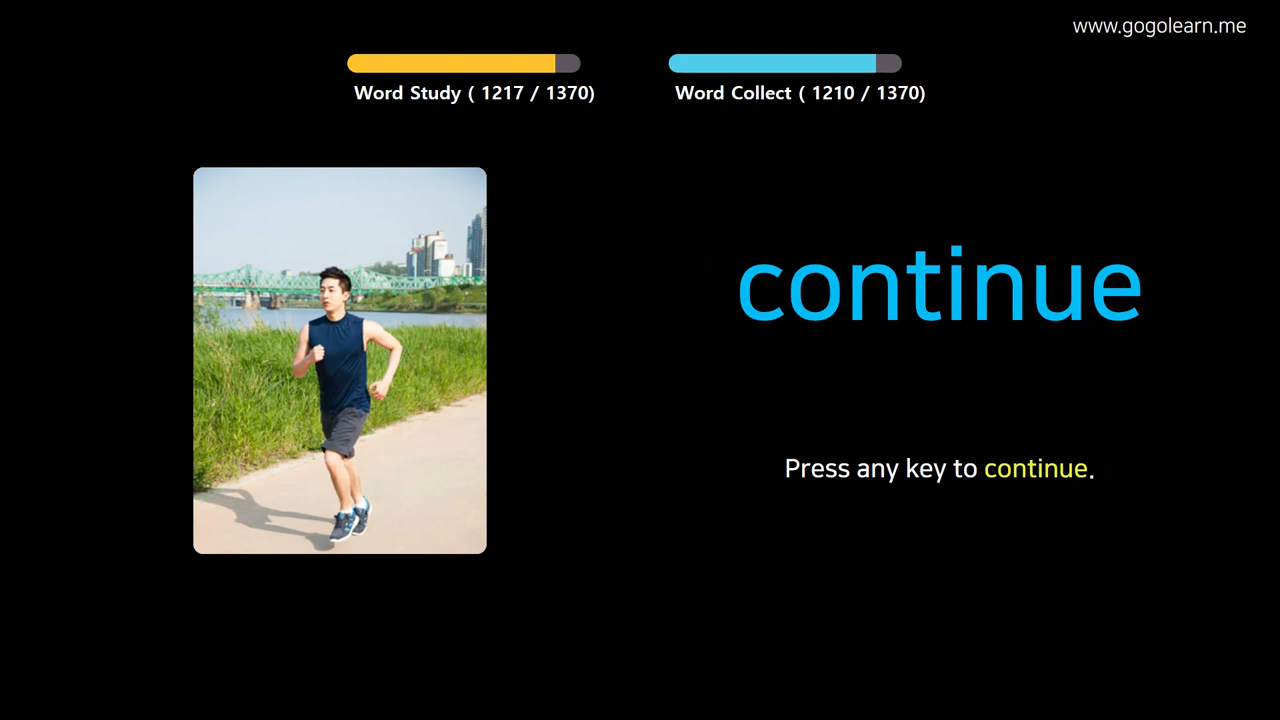 www.gogolearn.me
Word Study ( 1217 / 1370)
Word Collect ( 1210 / 1370)
continue
Press any key to continue.